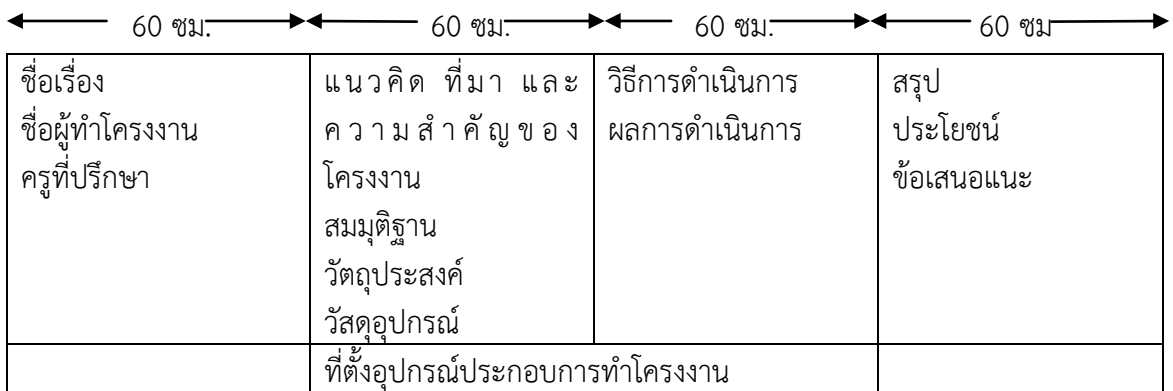 60 ซม. 60 ซม. 60 ซม. 60 ซม
ชื่อเรื่อง
ชื่อผู้ทำโครงงาน
ครูที่ปรึกษา
แนวคิด ที่มา และ
ความสำคัญของ
โครงงาน
สมมุติฐาน
วัตถุประสงค์
วัสดุอุปกรณ์
วิธีการดำเนินการ
ผลการดำเนินการ
สรุป
ประโยชน์
ข้อเสนอแนะ
ที่ตั้งอุปกรณ์ประกอบการทำโครงงาน